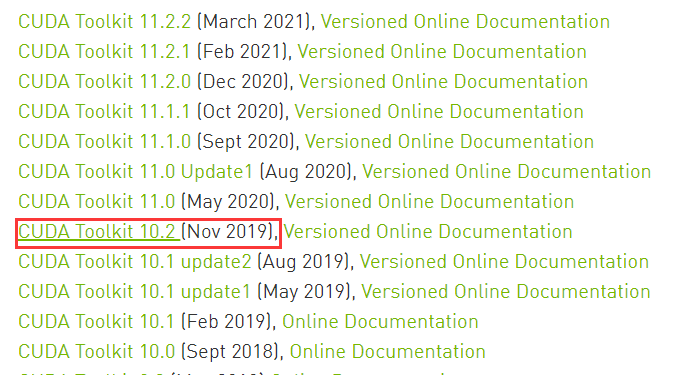 CUDA Toolkit 11.2.2 (March 2021), Versioned Online Documentation
CUDA Toolkit 11.2.1 (Feb 2021), Versioned Online Documentation
CUDA Toolkit 11.2.0 (Dec 2020), Versioned Online Documentation
CUDA Toolkit 11.1.1 (Oct 2020), Versioned Online Documentation
CUDA Toolkit 11.1.0 (Sept 2020), Versioned Online Documentation
CUDA Toolkit 11.0 Update1 (Aug 2020), Versioned Online Documentation
CUDA Toolkit 11.0 (May 2020), Versioned Online Documentation
CUDA Toolkit 10.2 (Nov 2019), Versioned Online Documentation
CUDA Toolkit 10.1 update2 (Aug 2019), Versioned Online Documentation
CUDA Toolkit 10.1 update1 (May 2019), Versioned Online Documentation
CUDA Toolkit 10.1 (Feb 2019), Online Documentation
CUDA Toolkit 10.0 (Sept 2018), Online Documentation